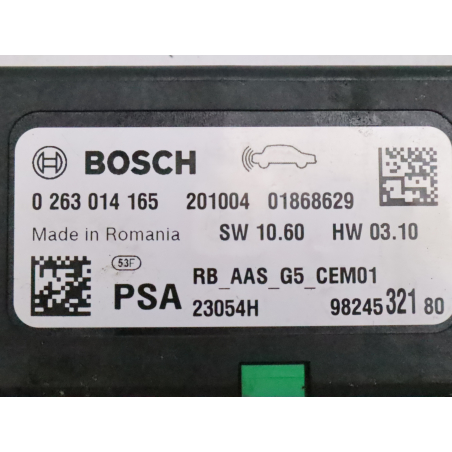 BOSCH
0 263 014 165 201004 01868629
Made in Romania SW 10.60 HW 03.10
53F RB_AAS_G5_CEM01
PSA 23054H 98245 321 80